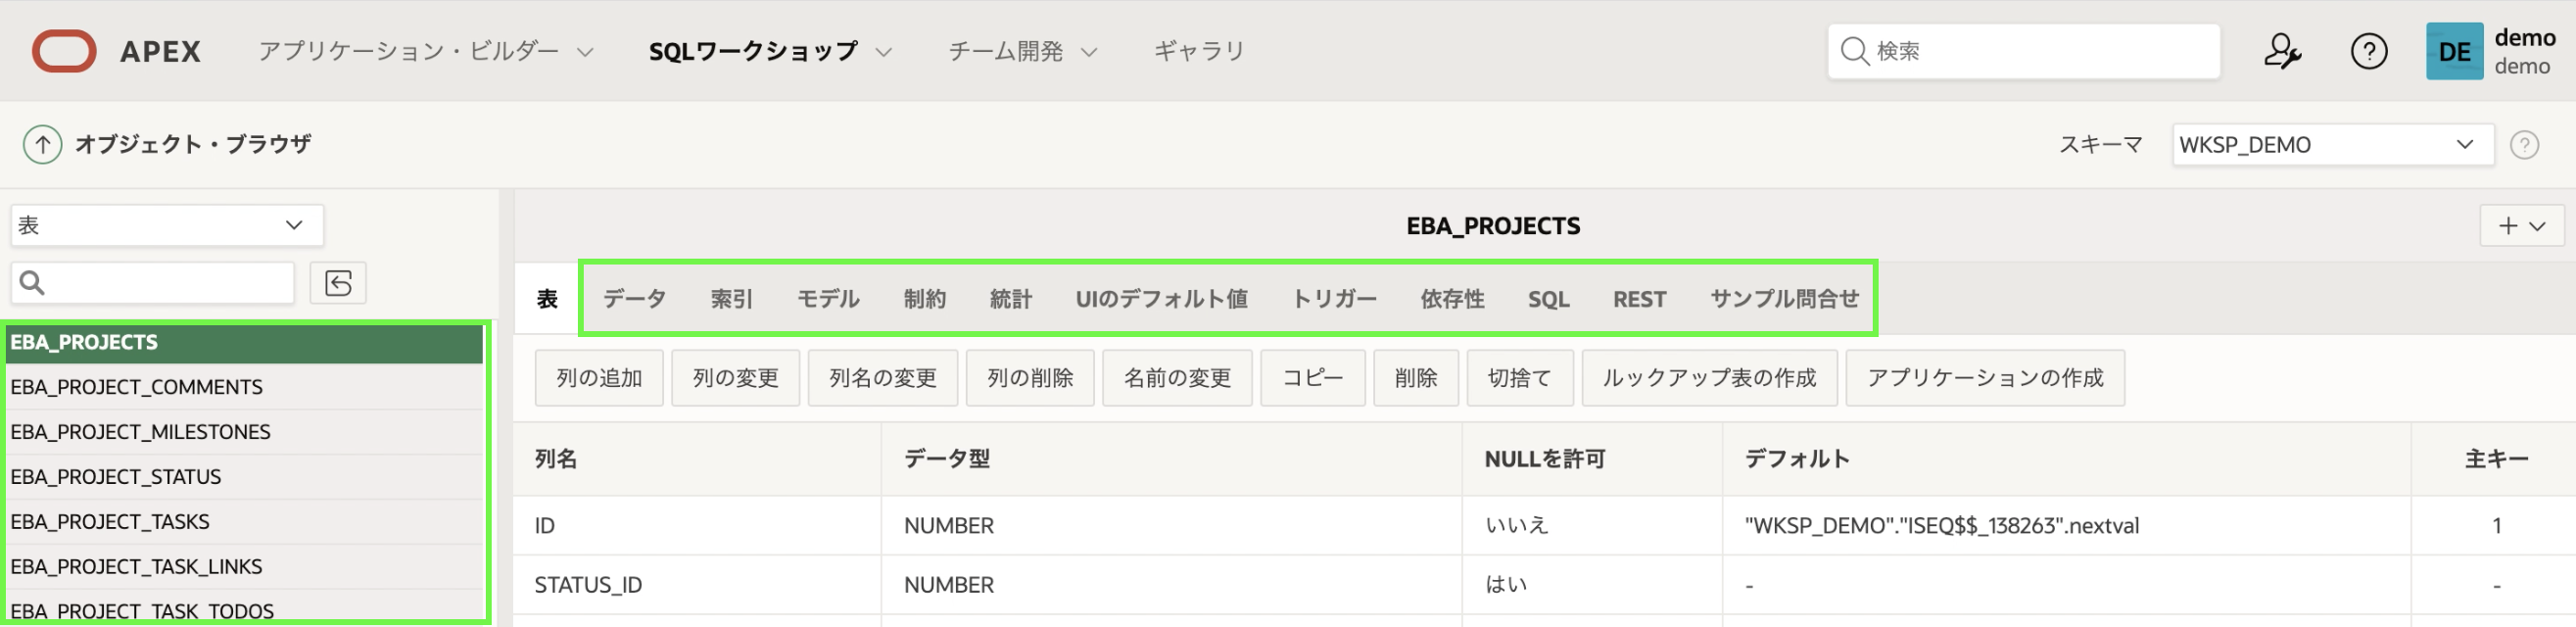 APEX アプリケーション・ビルダー SQLワークショップ チーム開発 ギャラリ 検索 DE demo
demo
オブジェクト・ブラウザ スキーマ WKSP_DEMO
表 EBA_PROJECTS
表 データ 索引 モデル 制約 統計 UIのデフォルト値 トリガー 依存性 SQL REST サンプル問合せ
EBA_PROJECTS
EBA_PROJECT_COMMENTS
EBA_PROJECT_MILESTONES
EBA_PROJECT_STATUS
EBA_PROJECT_TASKS
EBA_PROJECT_TASK_LINKS
EBA_PROJECT_TASK_TODOS
列の追加 列の変更 列名の変更 列の削除 名前の変更 コピー 削除 切捨て ルックアップ表の作成 アプリケーションの作成
列名 データ型 NULLを許可 デフォルト 主キー
ID NUMBER いいえ "WKSP_DEMO"."ISEQ$$_138263".nextval 1
STATUS_ID NUMBER はい - -